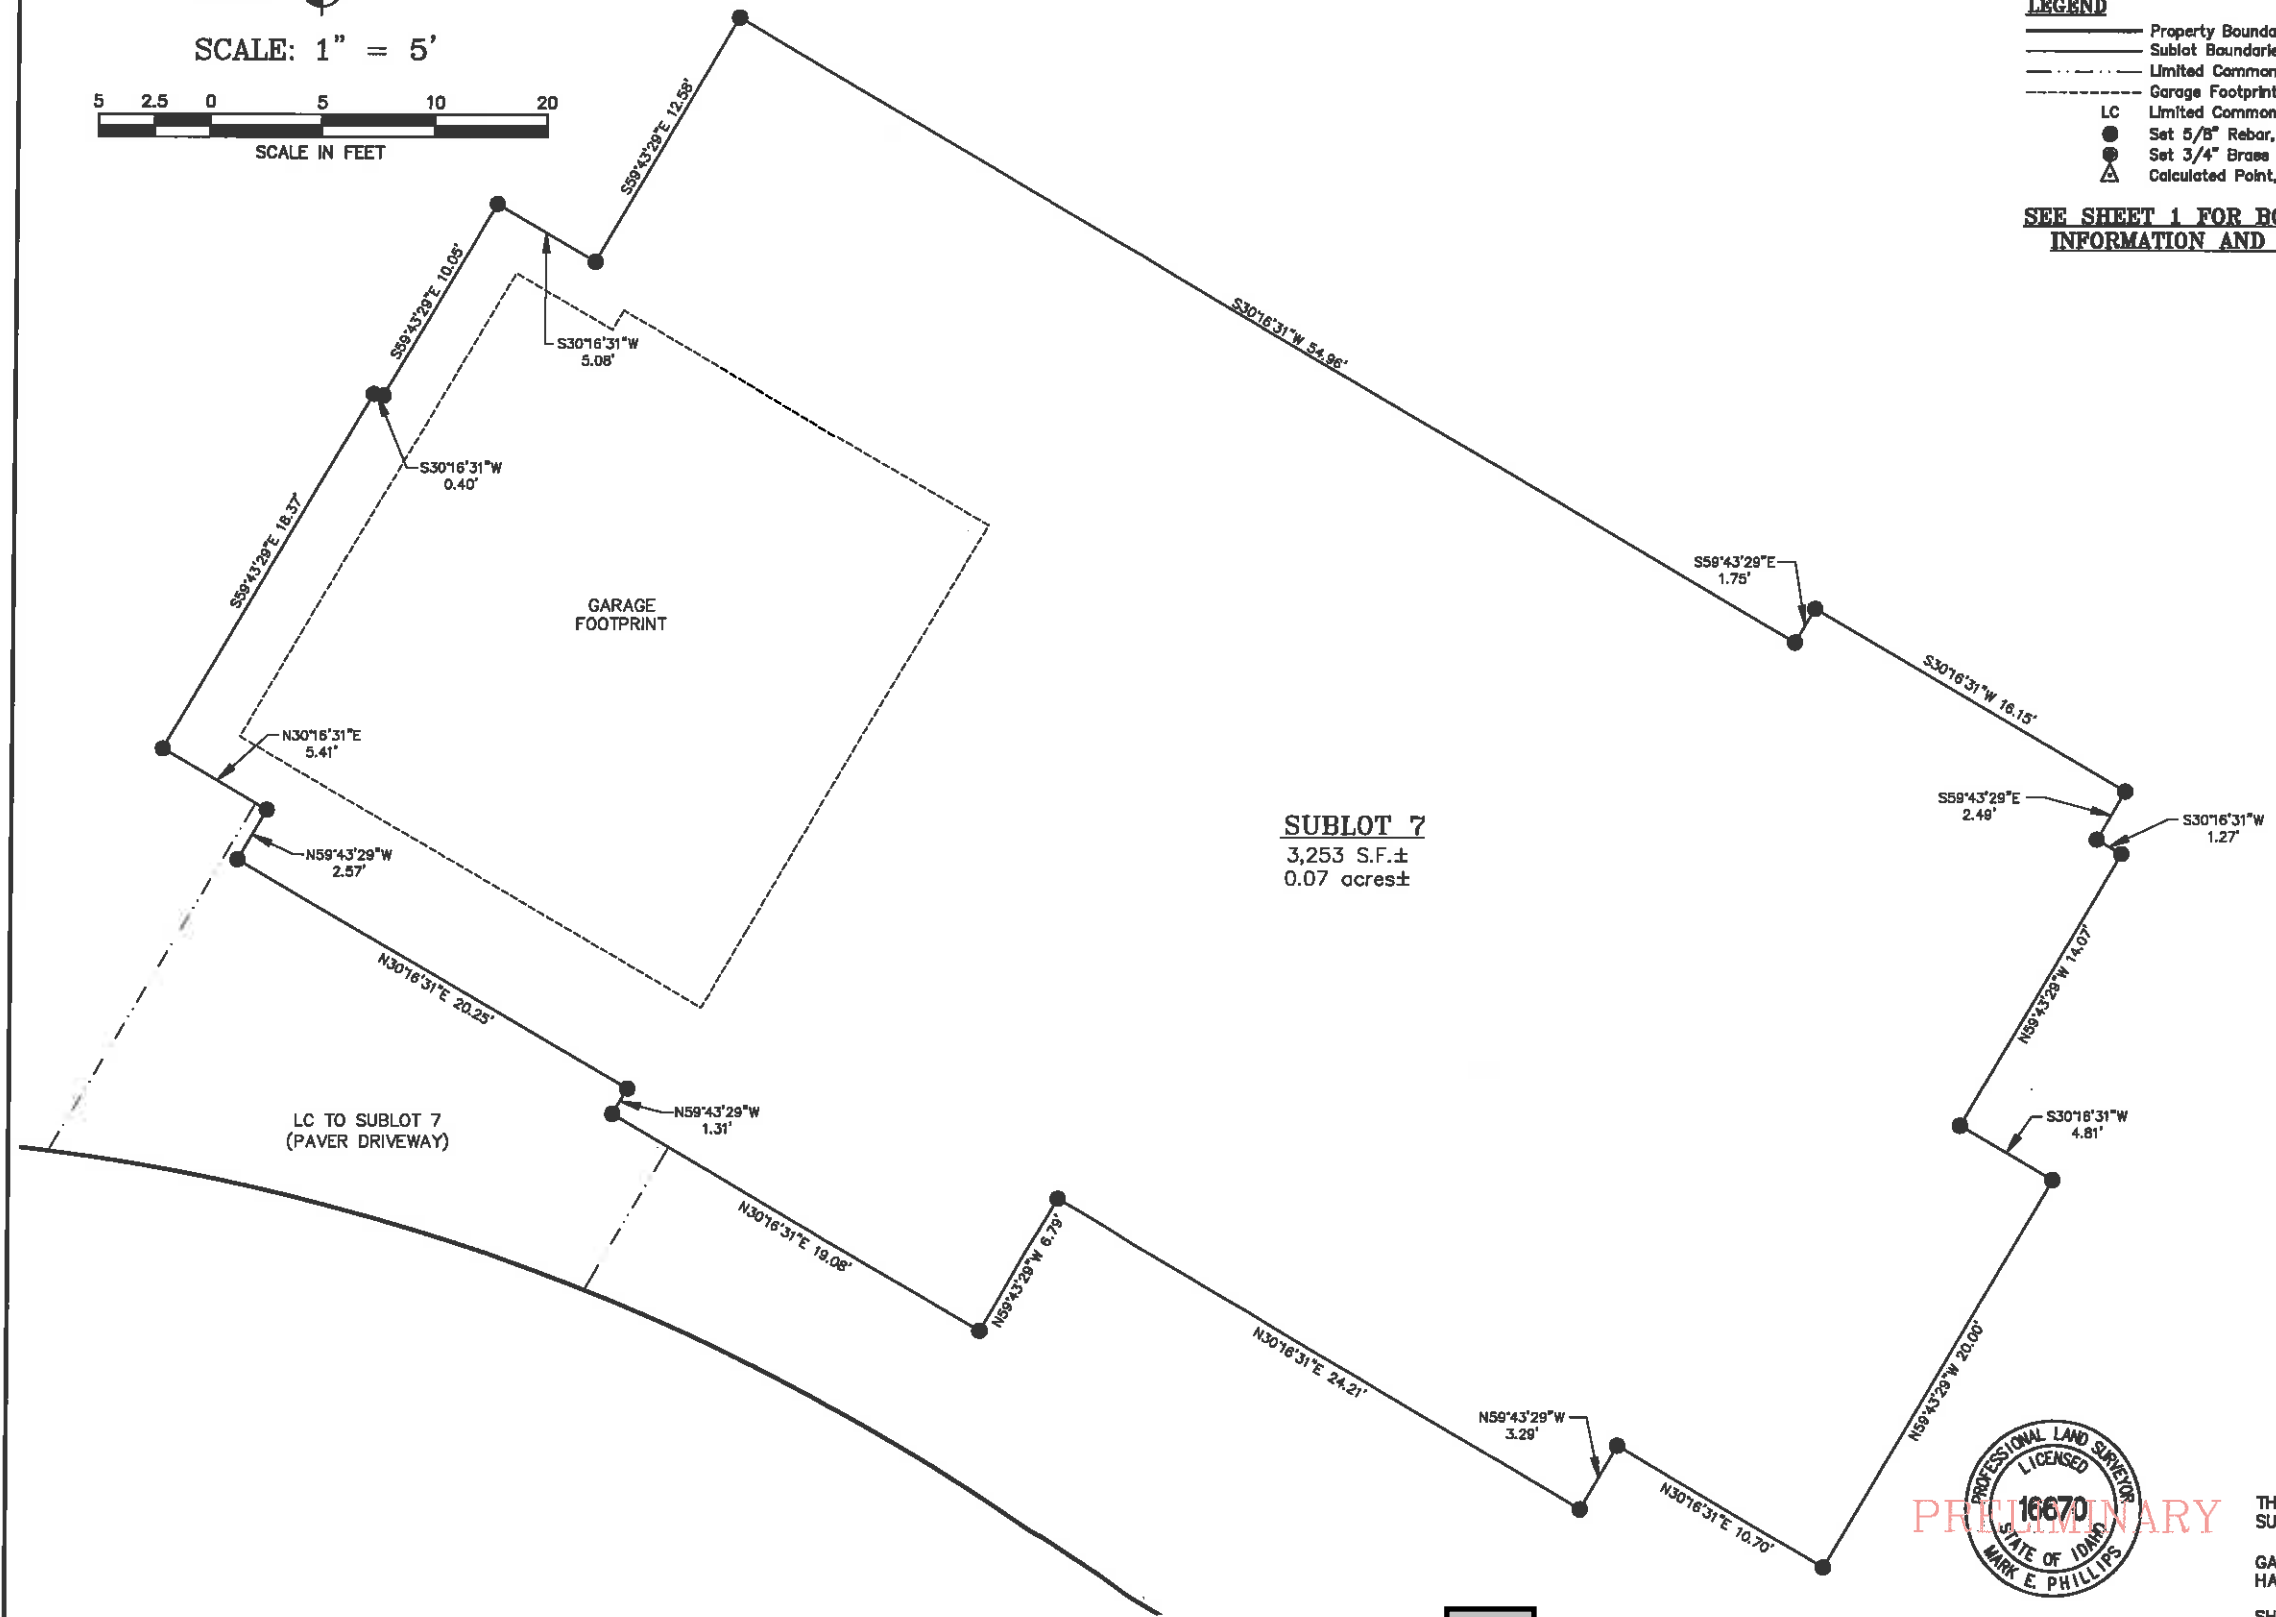 SCALE: 1" = 5'
5 2.5 0 5 10 20
SCALE IN FEET
LEGEND
Property Bounda
Sublot Boundarie
Limited Common
Garage Footprint
LC Limited Common
Set 5/8" Rebar,
Set 3/4" Brass
Calculated Point,
SEE SHEET 1 FOR BO
INFORMATION AND
S59°43'29"E 12.58'
S59°43'29"E 10.05'
S30°16'31"W
5.08'
S30°16'31"W 54.96'
S30°16'31"W
0.40'
S59°43'29"E 18.37'
S59°43'29"E
1.75'
GARAGE
FOOTPRINT
S30°16'31"W 16.15'
N30°16'31"E
5.41'
S59°43'29"E
2.49'
S30°16'31"W
1.27'
SUBLOT 7
3,253 S.F.±
0.07 acres±
N59°43'29"W
2.57'
N30°16'31"E 20.25'
N59°43'29"W 14.07'
N59°43'29"W
1.31'
LC TO SUBLOT 7
(PAVER DRIVEWAY)
S30°16'31"W
4.81'
N30°16'31"E 19.08'
N59°43'29"W 6.79'
N30°16'31"E 24.21'
N59°43'29"W 20.00'
N59°43'29"W
3.29'
N30°16'31"E 10.70'
PROFESSIONAL LAND SURVEYOR
LICENSED
16670
STATE OF IDAHO
MARK E. PHILLIPS
PRELIMINARY
TH
SU
GA
HA
SH